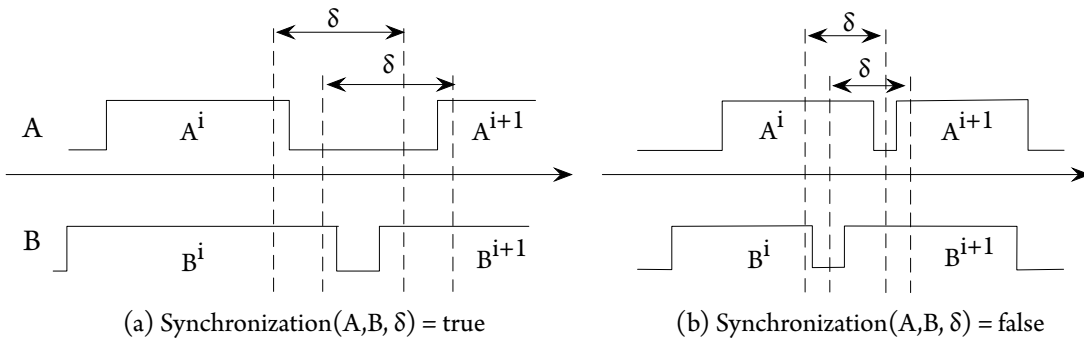 δ
δ
A
A^i
A^{i+1}
B
B^i
B^{i+1}
(a) Synchronization(A,B, δ) = true
δ
δ
A^i
A^{i+1}
B^i
B^{i+1}
(b) Synchronization(A,B, δ) = false